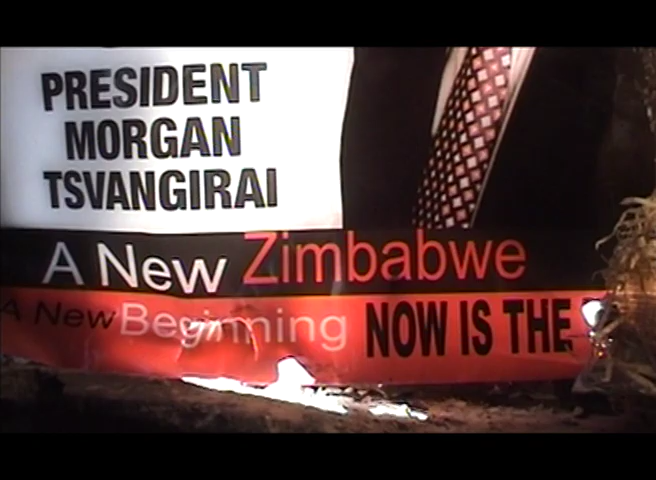 PRESIDENT
MORGAN
TSVANGIRAI
A New Zimbabwe
A New Beginning NOW IS THE